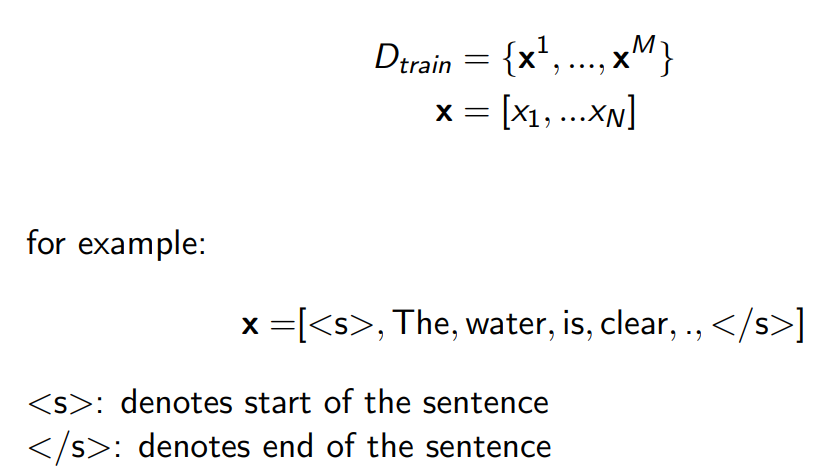 D_train = {x^1, ..., x^M}
x = [x_1, ...x_N]
for example:
x =[<s>, The, water, is, clear, ., </s>]
<s>: denotes start of the sentence
</s>: denotes end of the sentence